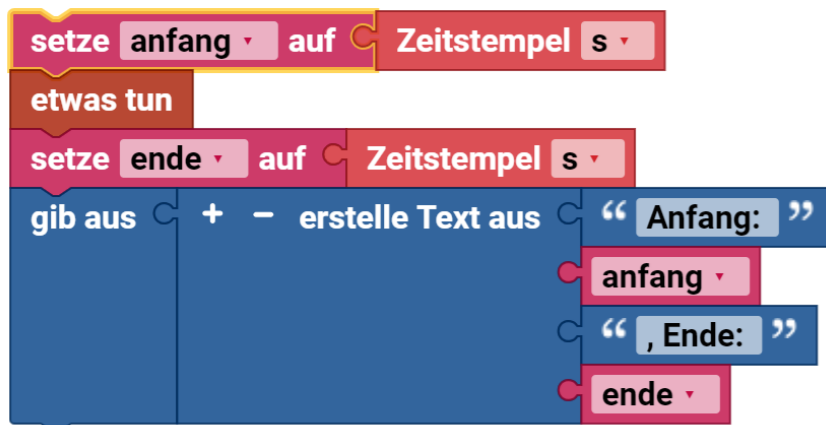 setze anfang auf Zeitstempel s
etwas tun
setze ende auf Zeitstempel s
gib aus + − erstelle Text aus “ Anfang: ”
anfang
“ , Ende: ”
ende